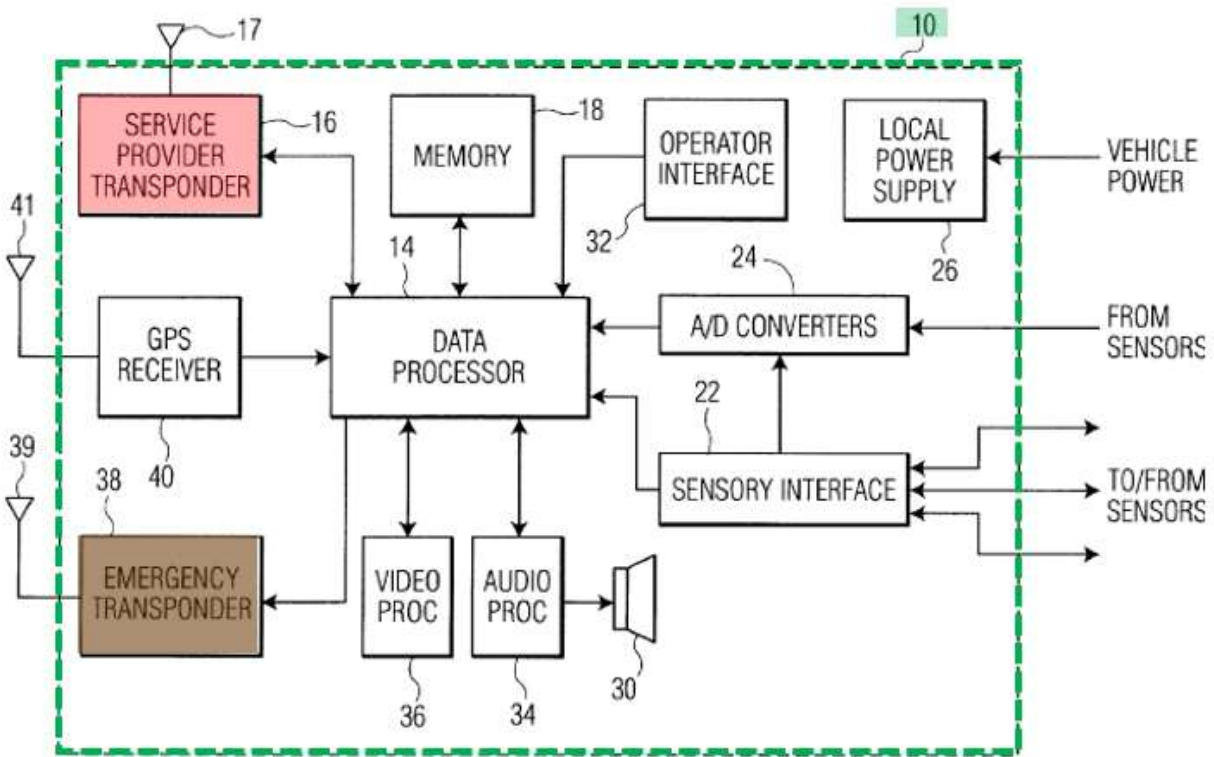 17
10
SERVICE
PROVIDER
TRANSPONDER
16
MEMORY
18
OPERATOR
INTERFACE
32
LOCAL
POWER
SUPPLY
26
VEHICLE
POWER
41
GPS
RECEIVER
40
14
DATA
PROCESSOR
24
A/D CONVERTERS
FROM
SENSORS
22
SENSORY INTERFACE
TO/FROM
SENSORS
39
38
EMERGENCY
TRANSPONDER
VIDEO
PROC
36
AUDIO
PROC
34
30